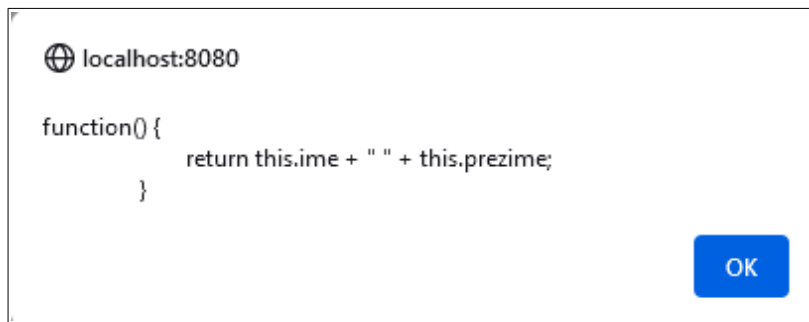 localhost:8080
function() {
return this.ime + " " + this.prezime;
}
OK